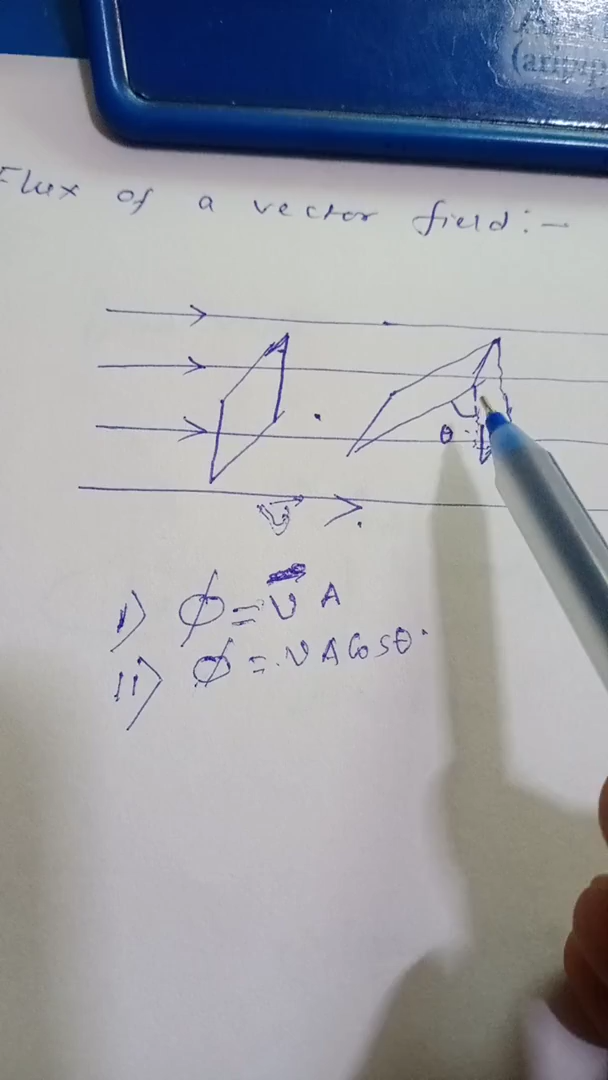 Flux of a vector field:-
θ
v
I) ϕ = v A
II) ϕ = v A Cosθ